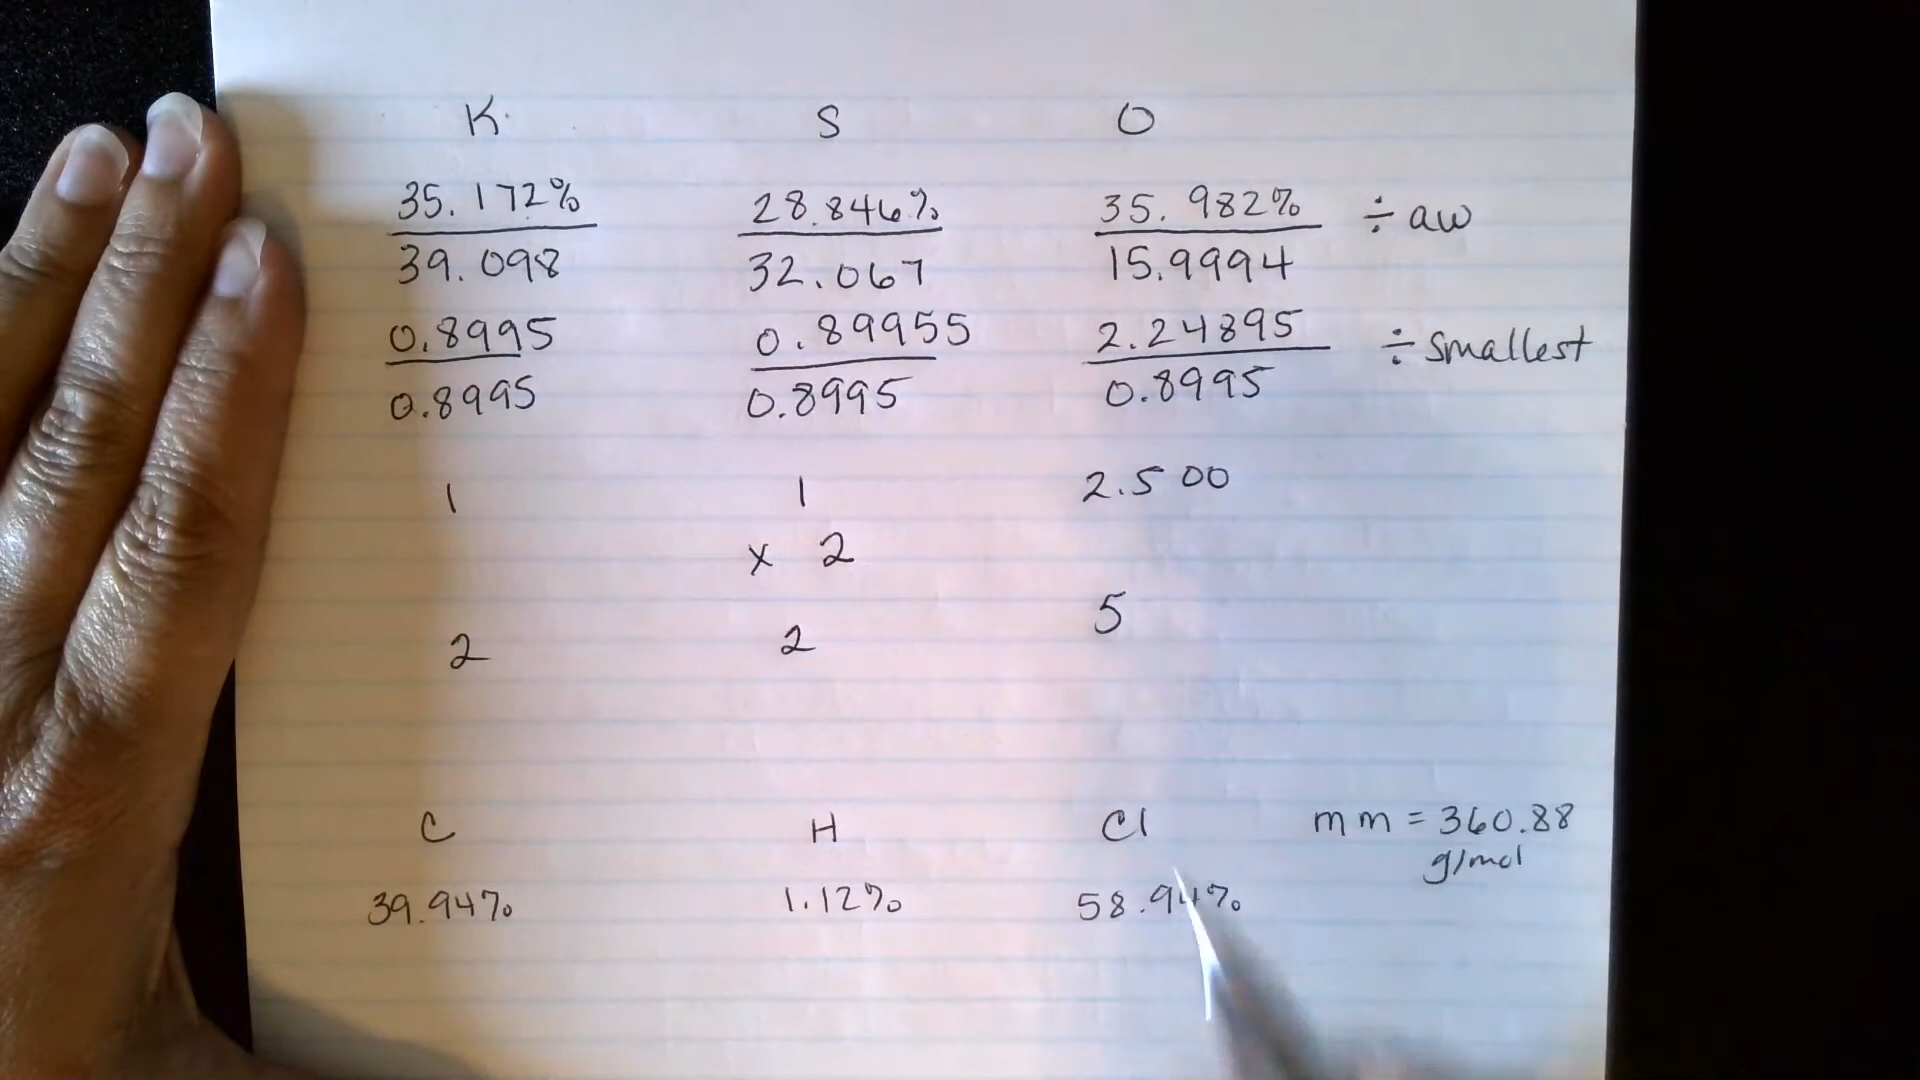 K S O
35.172% 28.846% 35.982% ÷ aw
39.098 32.067 15.9994
0.8995 0.89955 2.24895 ÷ smallest
0.8995 0.8995 0.8995
1 1 2.500
x 2
2 2 5
C H Cl mm = 360.88
g/mol
39.94% 1.12% 58.94%